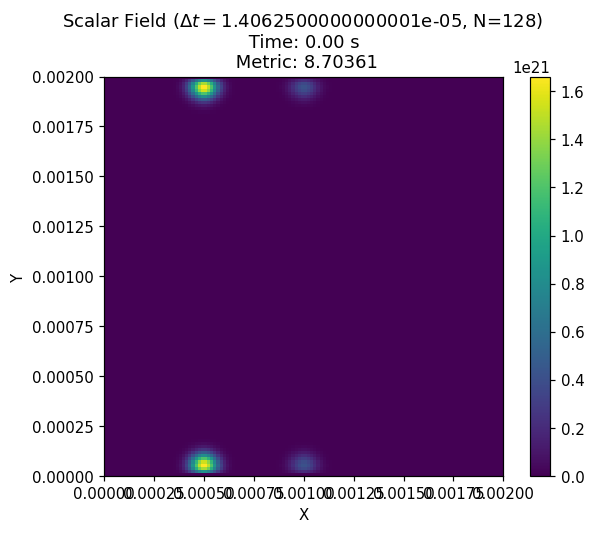 Scalar Field (Δt = 1.4062500000000001e-05, N=128)
Time: 0.00 s
Metric: 8.70361
1e21
0.00200
0.00175
0.00150
0.00125
0.00100
0.00075
0.00050
0.00025
0.00000
Y
1.6
1.4
1.2
1.0
0.8
0.6
0.4
0.2
0.0
0.00000 0.00025 0.00050 0.00075 0.00100 0.00125 0.00150 0.00175 0.00200
X